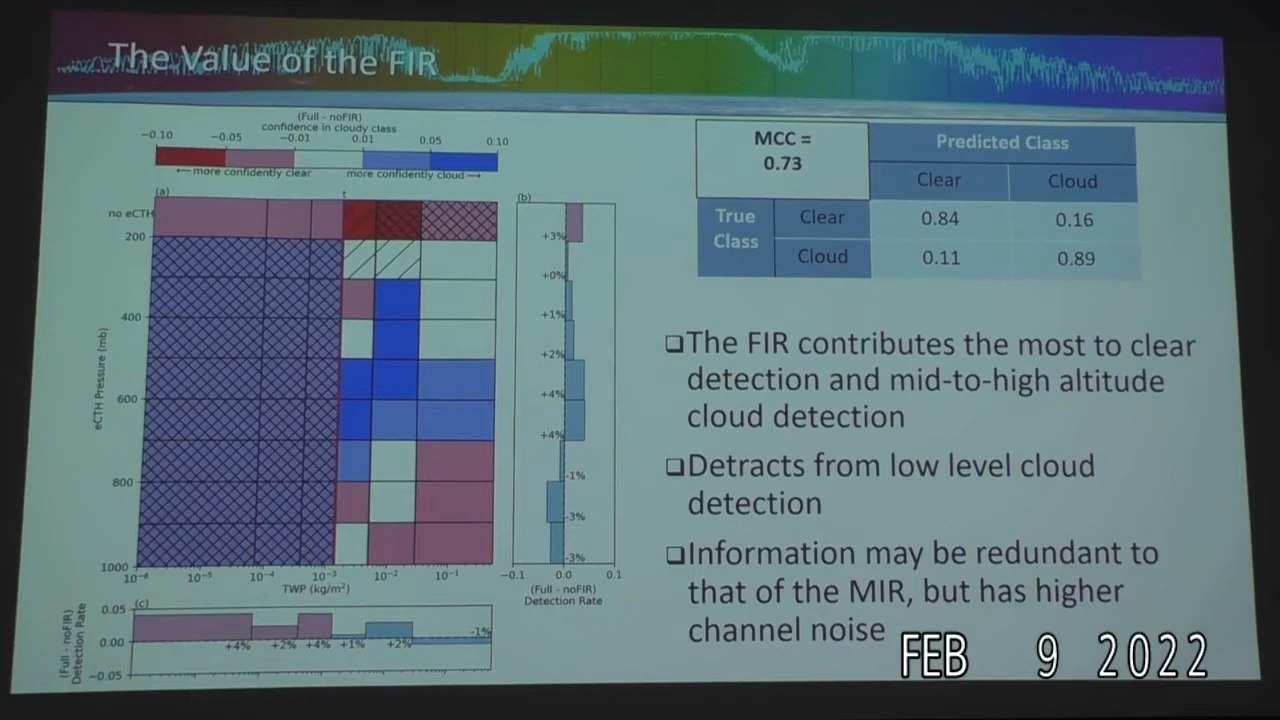 The Value of the FIR
(Full - noFIR)
confidence in cloudy class
−0.10 −0.05 −0.01 0.01 0.05 0.10
←− more confidently clear more confidently cloud −→
(a) t (b)
no eCTH
200
400
600
800
1000
eCTH Pressure (mb)
10⁻⁶ 10⁻⁵ 10⁻⁴ 10⁻³ 10⁻² 10⁻¹
TWP (kg/m²)
+3%
+0%
+1%
+2%
+4%
+4%
-1%
-3%
-3%
−0.1 0.0 0.1
(Full - noFIR)
Detection Rate
(c)
0.05
0.00
−0.05
(Full - noFIR)
Detection Rate
+4% +2% +4% +1% +2% -1%
MCC =
0.73
Predicted Class
Clear Cloud
True
Class
Clear 0.84 0.16
Cloud 0.11 0.89
❑The FIR contributes the most to clear
detection and mid-to-high altitude
cloud detection
❑Detracts from low level cloud
detection
❑Information may be redundant to
that of the MIR, but has higher
channel noise
FEB 9 2022